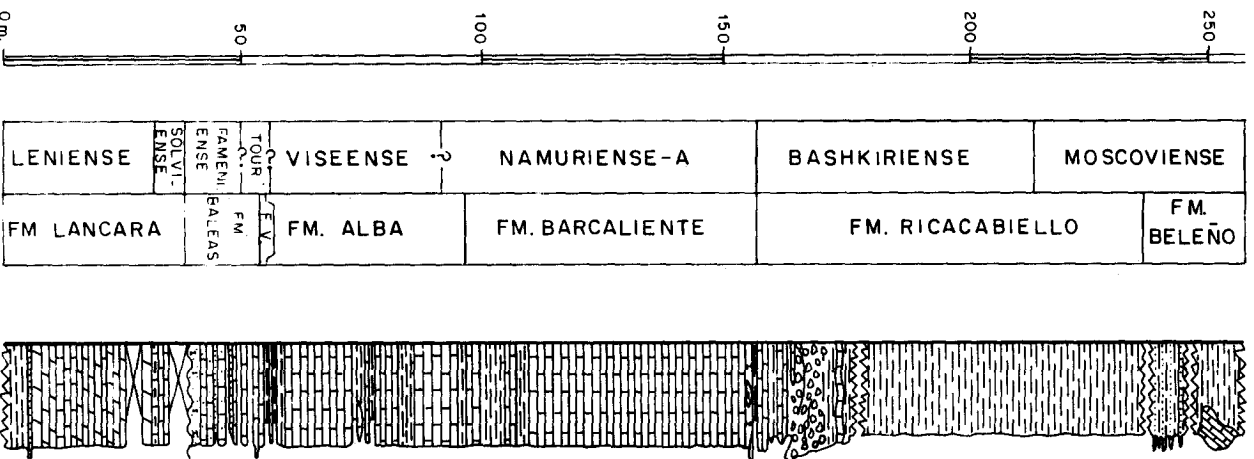 0 m.
50
100
150
200
250
LENIENSE
SOLVI-
ENSE
FAMENI
ENSE
?
TOUR
?
VISEENSE ?
NAMURIENSE-A
BASHKIRIENSE
MOSCOVIENSE
FM LANCARA
FM.
BALEAS
F. V.
FM. ALBA
FM. BARCALIENTE
FM. RICACABIELLO
FM.
BELEÑO